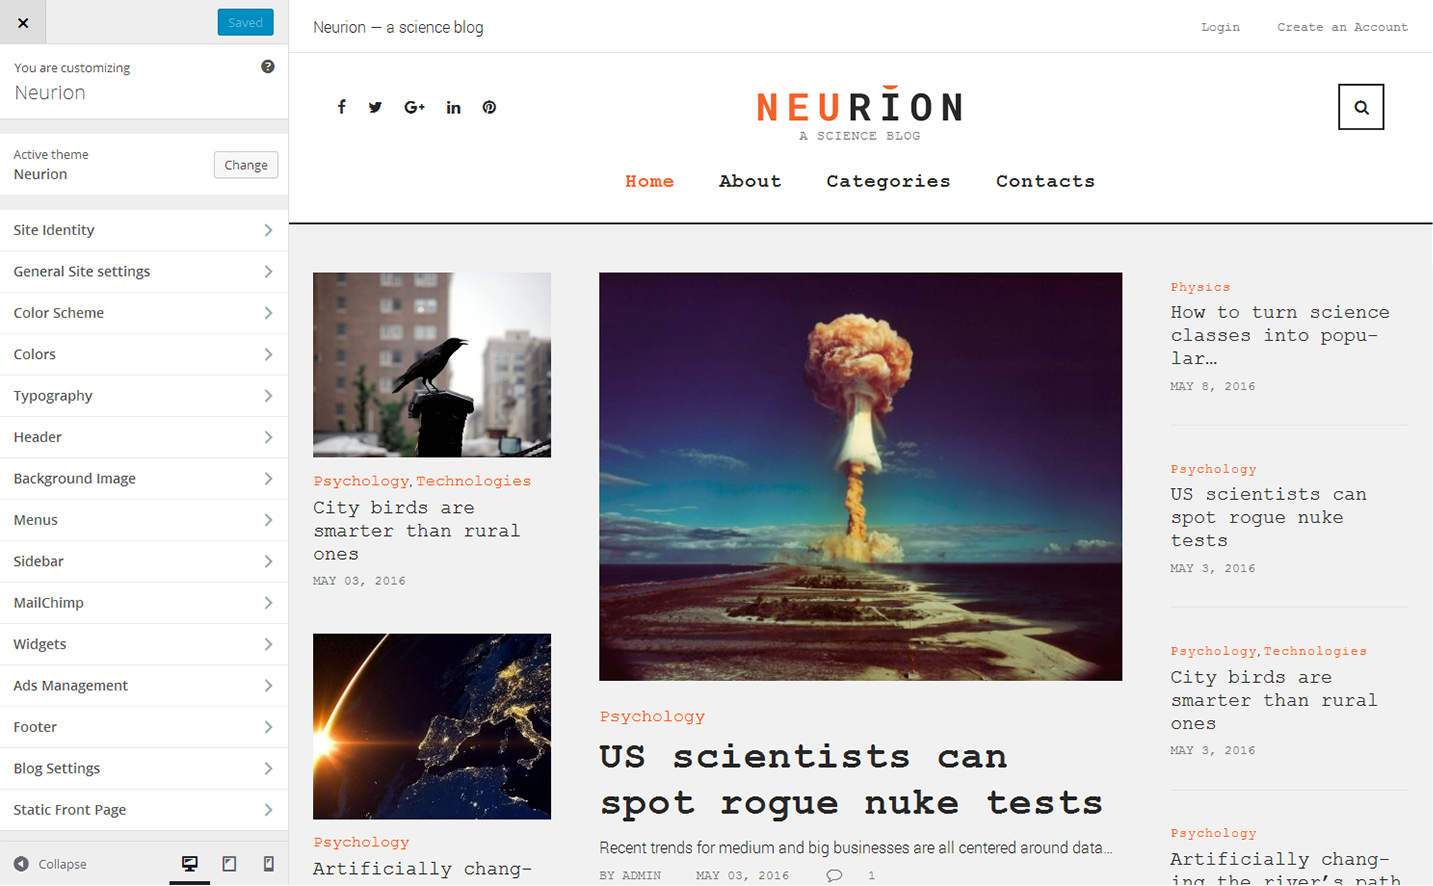 Saved
You are customizing
Neurion
Active theme
Neurion
Change
Site Identity
General Site settings
Color Scheme
Colors
Typography
Header
Background Image
Menus
Sidebar
MailChimp
Widgets
Ads Management
Footer
Blog Settings
Static Front Page
Collapse
Neurion — a science blog
Login
Create an Account
NEURION
A SCIENCE BLOG
Home
About
Categories
Contacts
Psychology, Technologies
City birds are
smarter than rural
ones
MAY 03, 2016
Psychology
Artificially chang-
Psychology
US scientists can
spot rogue nuke tests
Recent trends for medium and big businesses are all centered around data...
BY ADMIN
MAY 03, 2016
1
Physics
How to turn science
classes into popu-
lar…
MAY 8, 2016
Psychology
US scientists can
spot rogue nuke
tests
MAY 3, 2016
Psychology, Technologies
City birds are
smarter than rural
ones
MAY 3, 2016
Psychology
Artificially chang-
ing the river's path